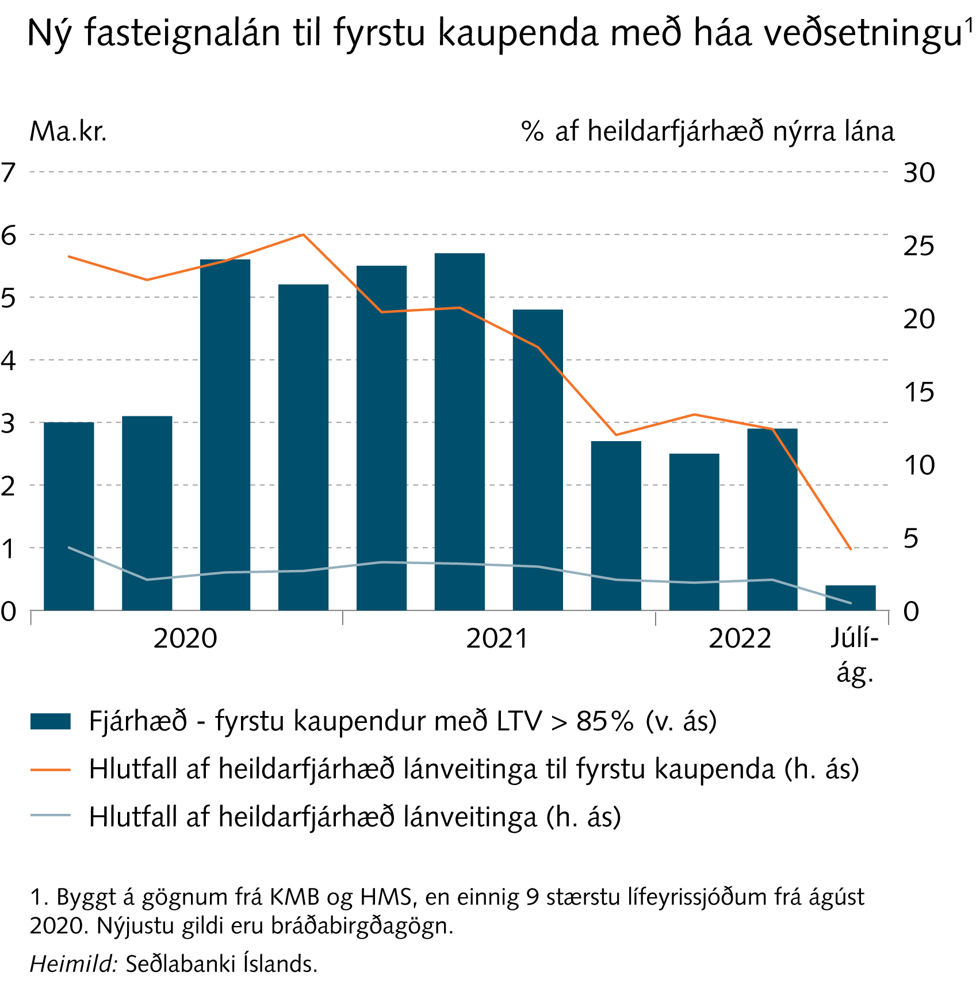 Ný fasteignalán til fyrstu kaupenda með háa veðsetningu¹
Ma.kr.
% af heildarfjárhæð nýrra lána
7
6
5
4
3
2
1
0
30
25
20
15
10
5
0
2020
2021
2022
Júlí-
ág.
Fjárhæð - fyrstu kaupendur með LTV > 85% (v. ás)
Hlutfall af heildarfjárhæð lánveitinga til fyrstu kaupenda (h. ás)
Hlutfall af heildarfjárhæð lánveitinga (h. ás)
1. Byggt á gögnum frá KMB og HMS, en einnig 9 stærstu lífeyrissjóðum frá ágúst
2020. Nýjustu gildi eru bráðabirgðagögn.
Heimild: Seðlabanki Íslands.